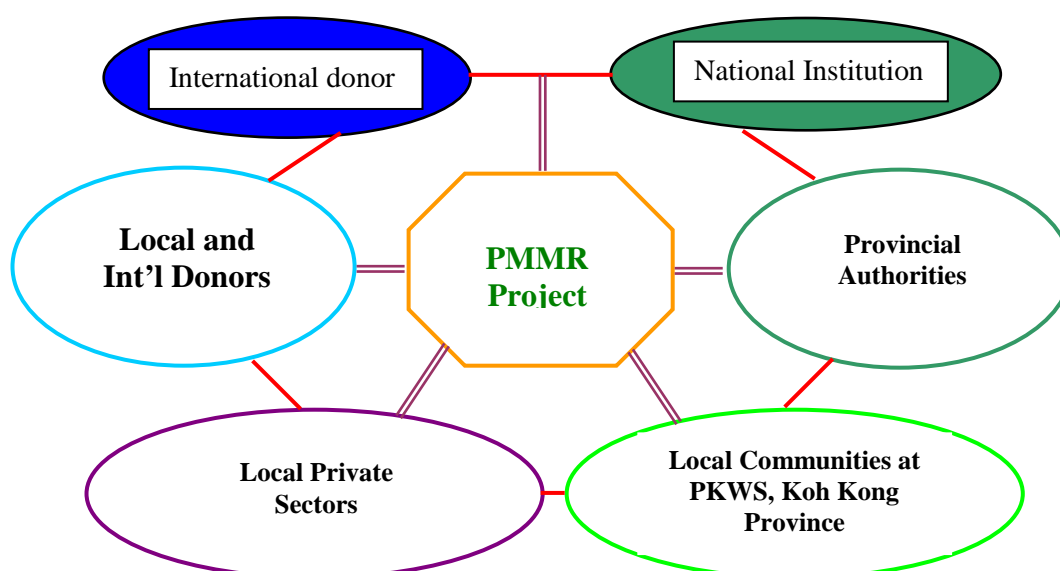 International donor
National Institution
Local and
Int'l Donors
PMMR
Project
Provincial
Authorities
Local Private
Sectors
Local Communities at
PKWS, Koh Kong
Province